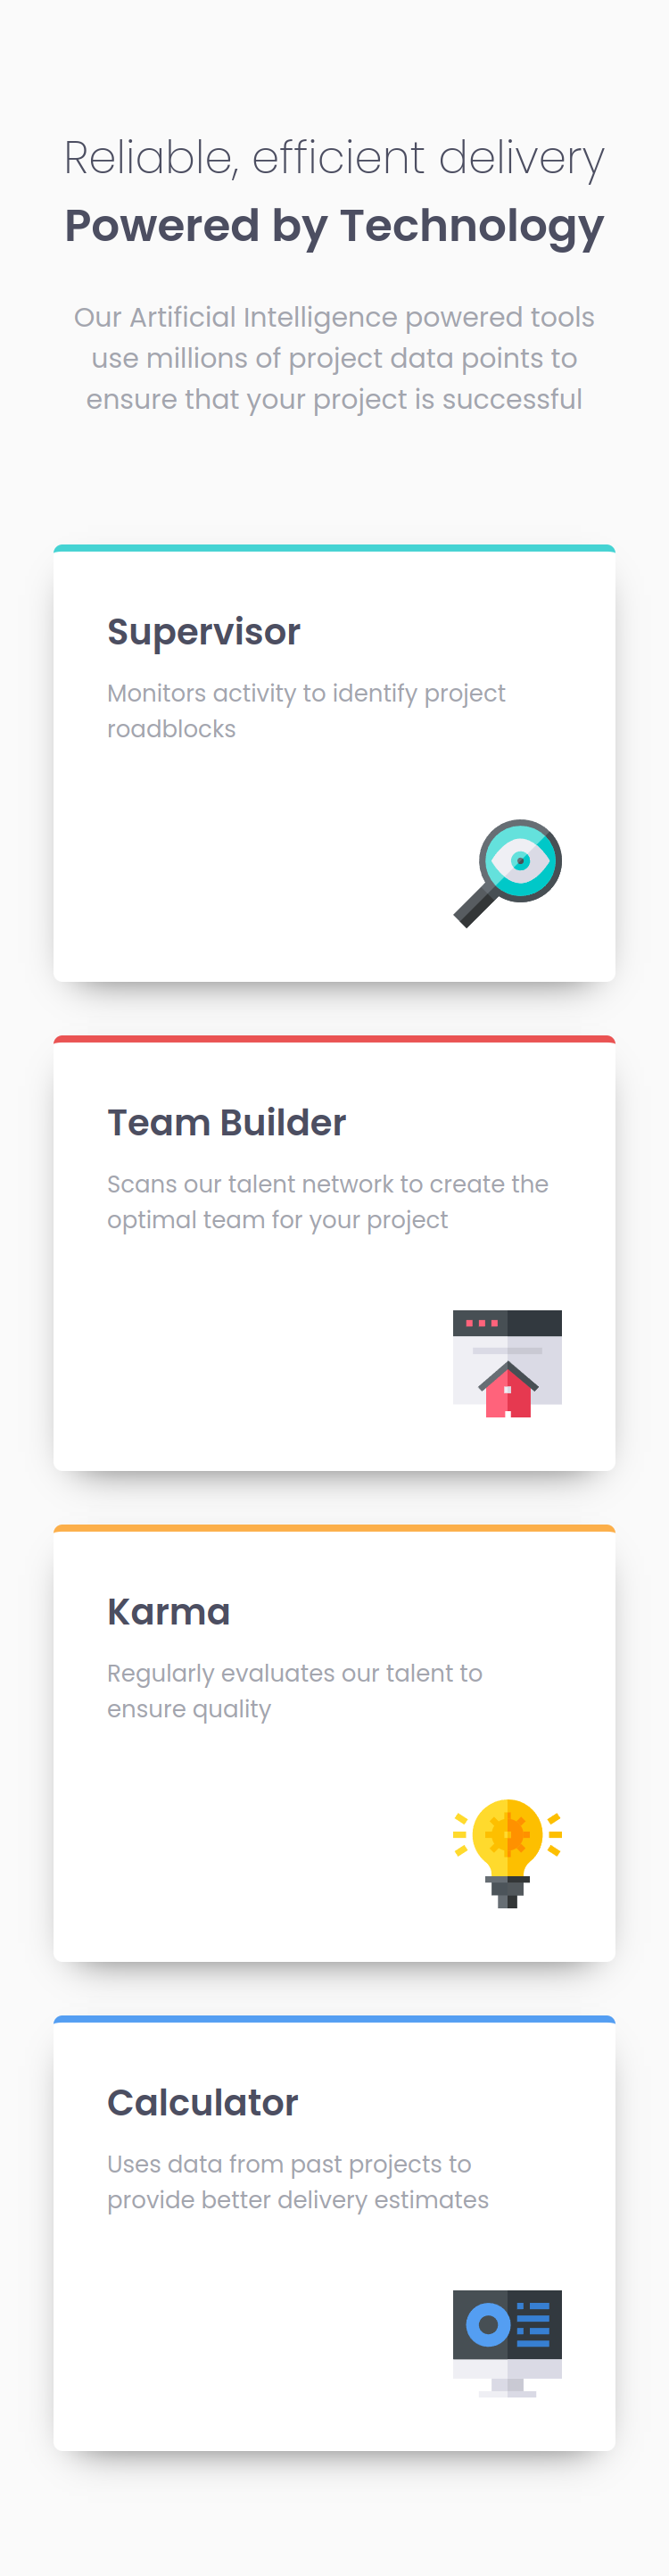 Reliable, efficient delivery
Powered by Technology
Our Artificial Intelligence powered tools
use millions of project data points to
ensure that your project is successful
Supervisor
Monitors activity to identify project
roadblocks
Team Builder
Scans our talent network to create the
optimal team for your project
Karma
Regularly evaluates our talent to
ensure quality
Calculator
Uses data from past projects to
provide better delivery estimates